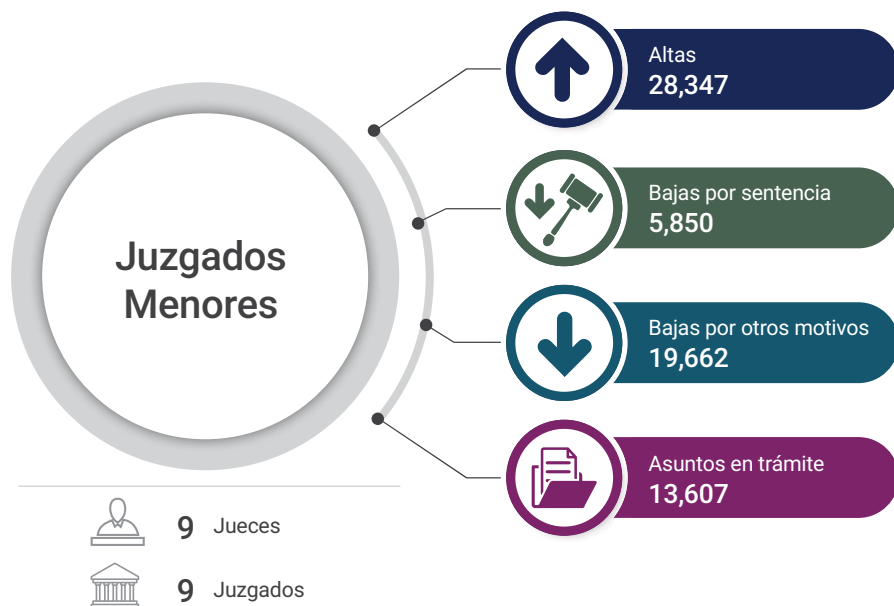 Juzgados
Menores
Altas
28,347
Bajas por sentencia
5,850
Bajas por otros motivos
19,662
Asuntos en trámite
13,607
9 Jueces
9 Juzgados